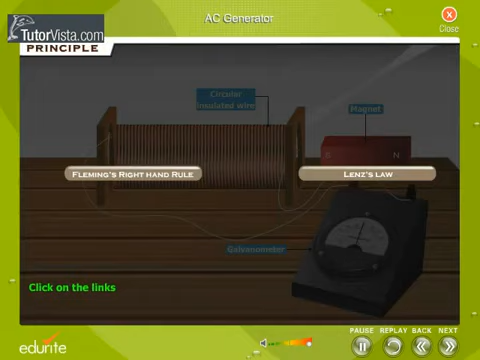 AC Generator
Close
TutorVista.com
PRINCIPLE
Circular
insulated wire
Magnet
S N
FLEMING'S RIGHT HAND RULE
LENZ'S LAW
Galvanometer
Click on the links
PAUSE REPLAY BACK NEXT
edurite